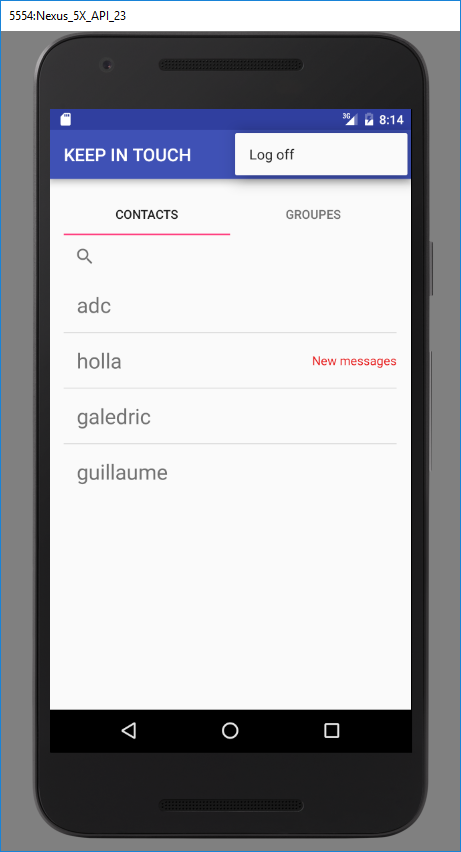 5554:Nexus_5X_API_23
3G 8:14
KEEP IN TOUCH
Log off
CONTACTS GROUPES
adc
holla New messages
galedric
guillaume